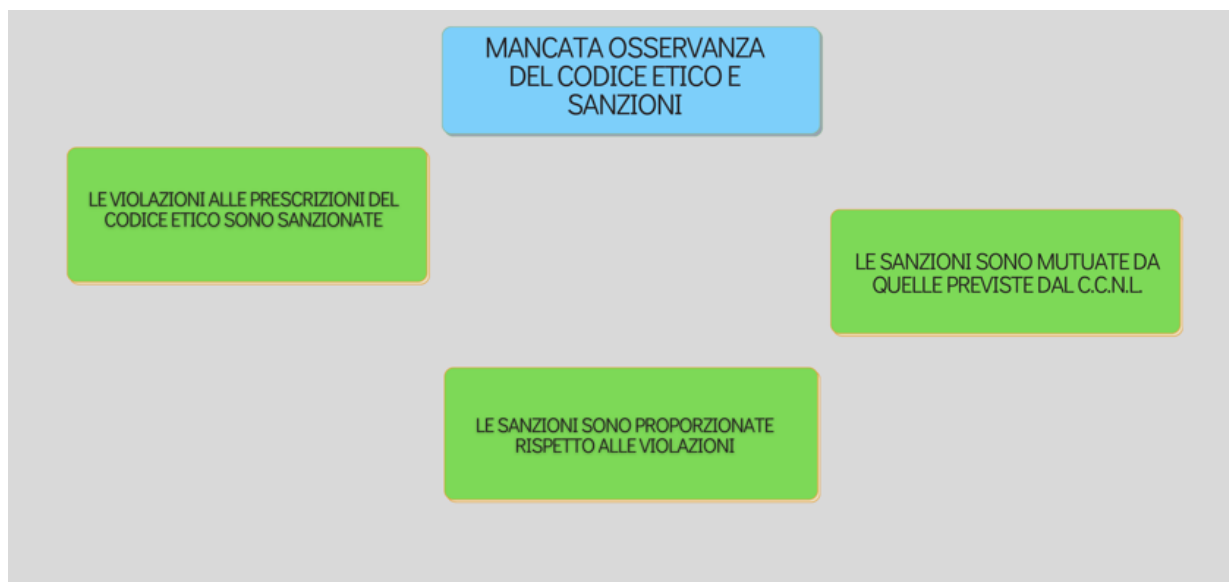 MANCATA OSSERVANZA
DEL CODICE ETICO E
SANZIONI
LE VIOLAZIONI ALLE PRESCRIZIONI DEL
CODICE ETICO SONO SANZIONATE
LE SANZIONI SONO MUTUATE DA
QUELLE PREVISTE DAL C.C.N.L.
LE SANZIONI SONO PROPORZIONATE
RISPETTO ALLE VIOLAZIONI